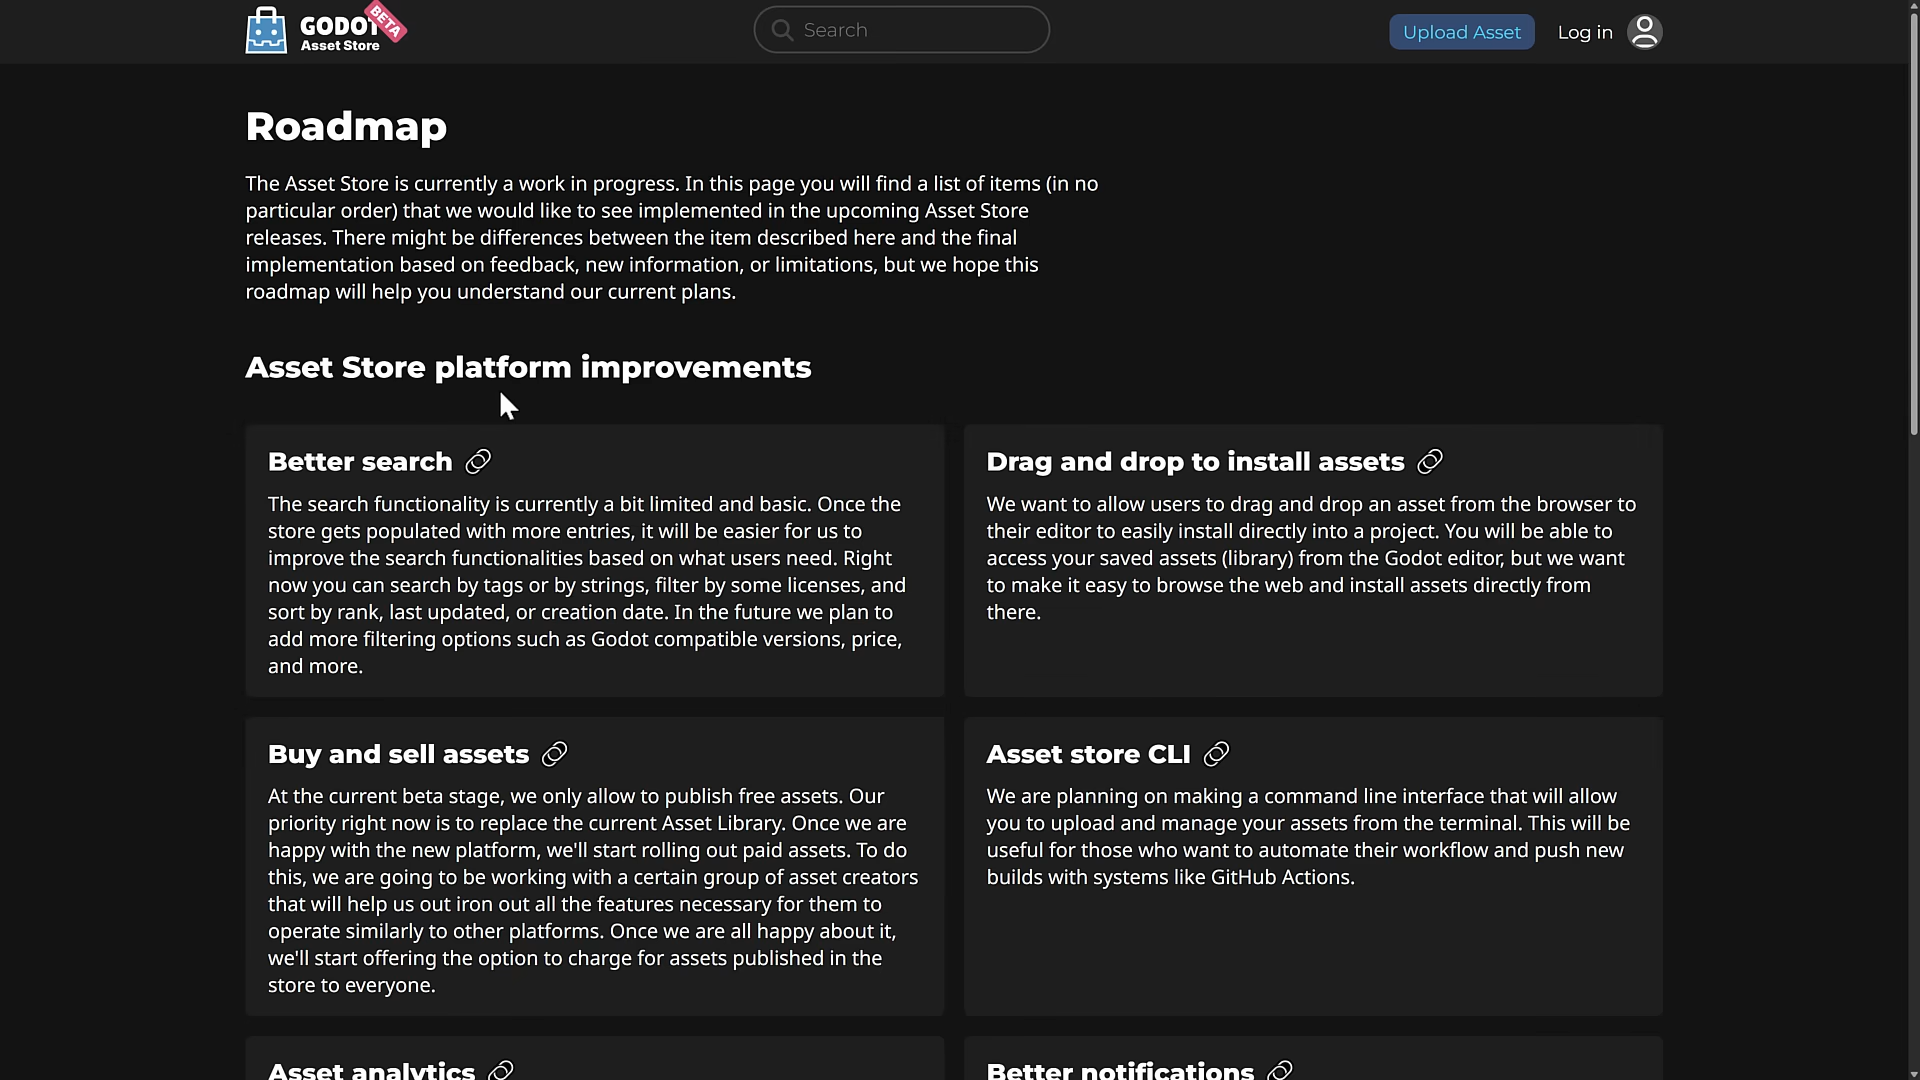 GODOT
BETA
Asset Store
Search
Upload Asset
Log in
Roadmap
The Asset Store is currently a work in progress. In this page you will find a list of items (in no
particular order) that we would like to see implemented in the upcoming Asset Store
releases. There might be differences between the item described here and the final
implementation based on feedback, new information, or limitations, but we hope this
roadmap will help you understand our current plans.
Asset Store platform improvements
Better search
The search functionality is currently a bit limited and basic. Once the
store gets populated with more entries, it will be easier for us to
improve the search functionalities based on what users need. Right
now you can search by tags or by strings, filter by some licenses, and
sort by rank, last updated, or creation date. In the future we plan to
add more filtering options such as Godot compatible versions, price,
and more.
Drag and drop to install assets
We want to allow users to drag and drop an asset from the browser to
their editor to easily install directly into a project. You will be able to
access your saved assets (library) from the Godot editor, but we want
to make it easy to browse the web and install assets directly from
there.
Buy and sell assets
At the current beta stage, we only allow to publish free assets. Our
priority right now is to replace the current Asset Library. Once we are
happy with the new platform, we'll start rolling out paid assets. To do
this, we are going to be working with a certain group of asset creators
that will help us out iron out all the features necessary for them to
operate similarly to other platforms. Once we are all happy about it,
we'll start offering the option to charge for assets published in the
store to everyone.
Asset store CLI
We are planning on making a command line interface that will allow
you to upload and manage your assets from the terminal. This will be
useful for those who want to automate their workflow and push new
builds with systems like GitHub Actions.
Asset analytics
Better notifications